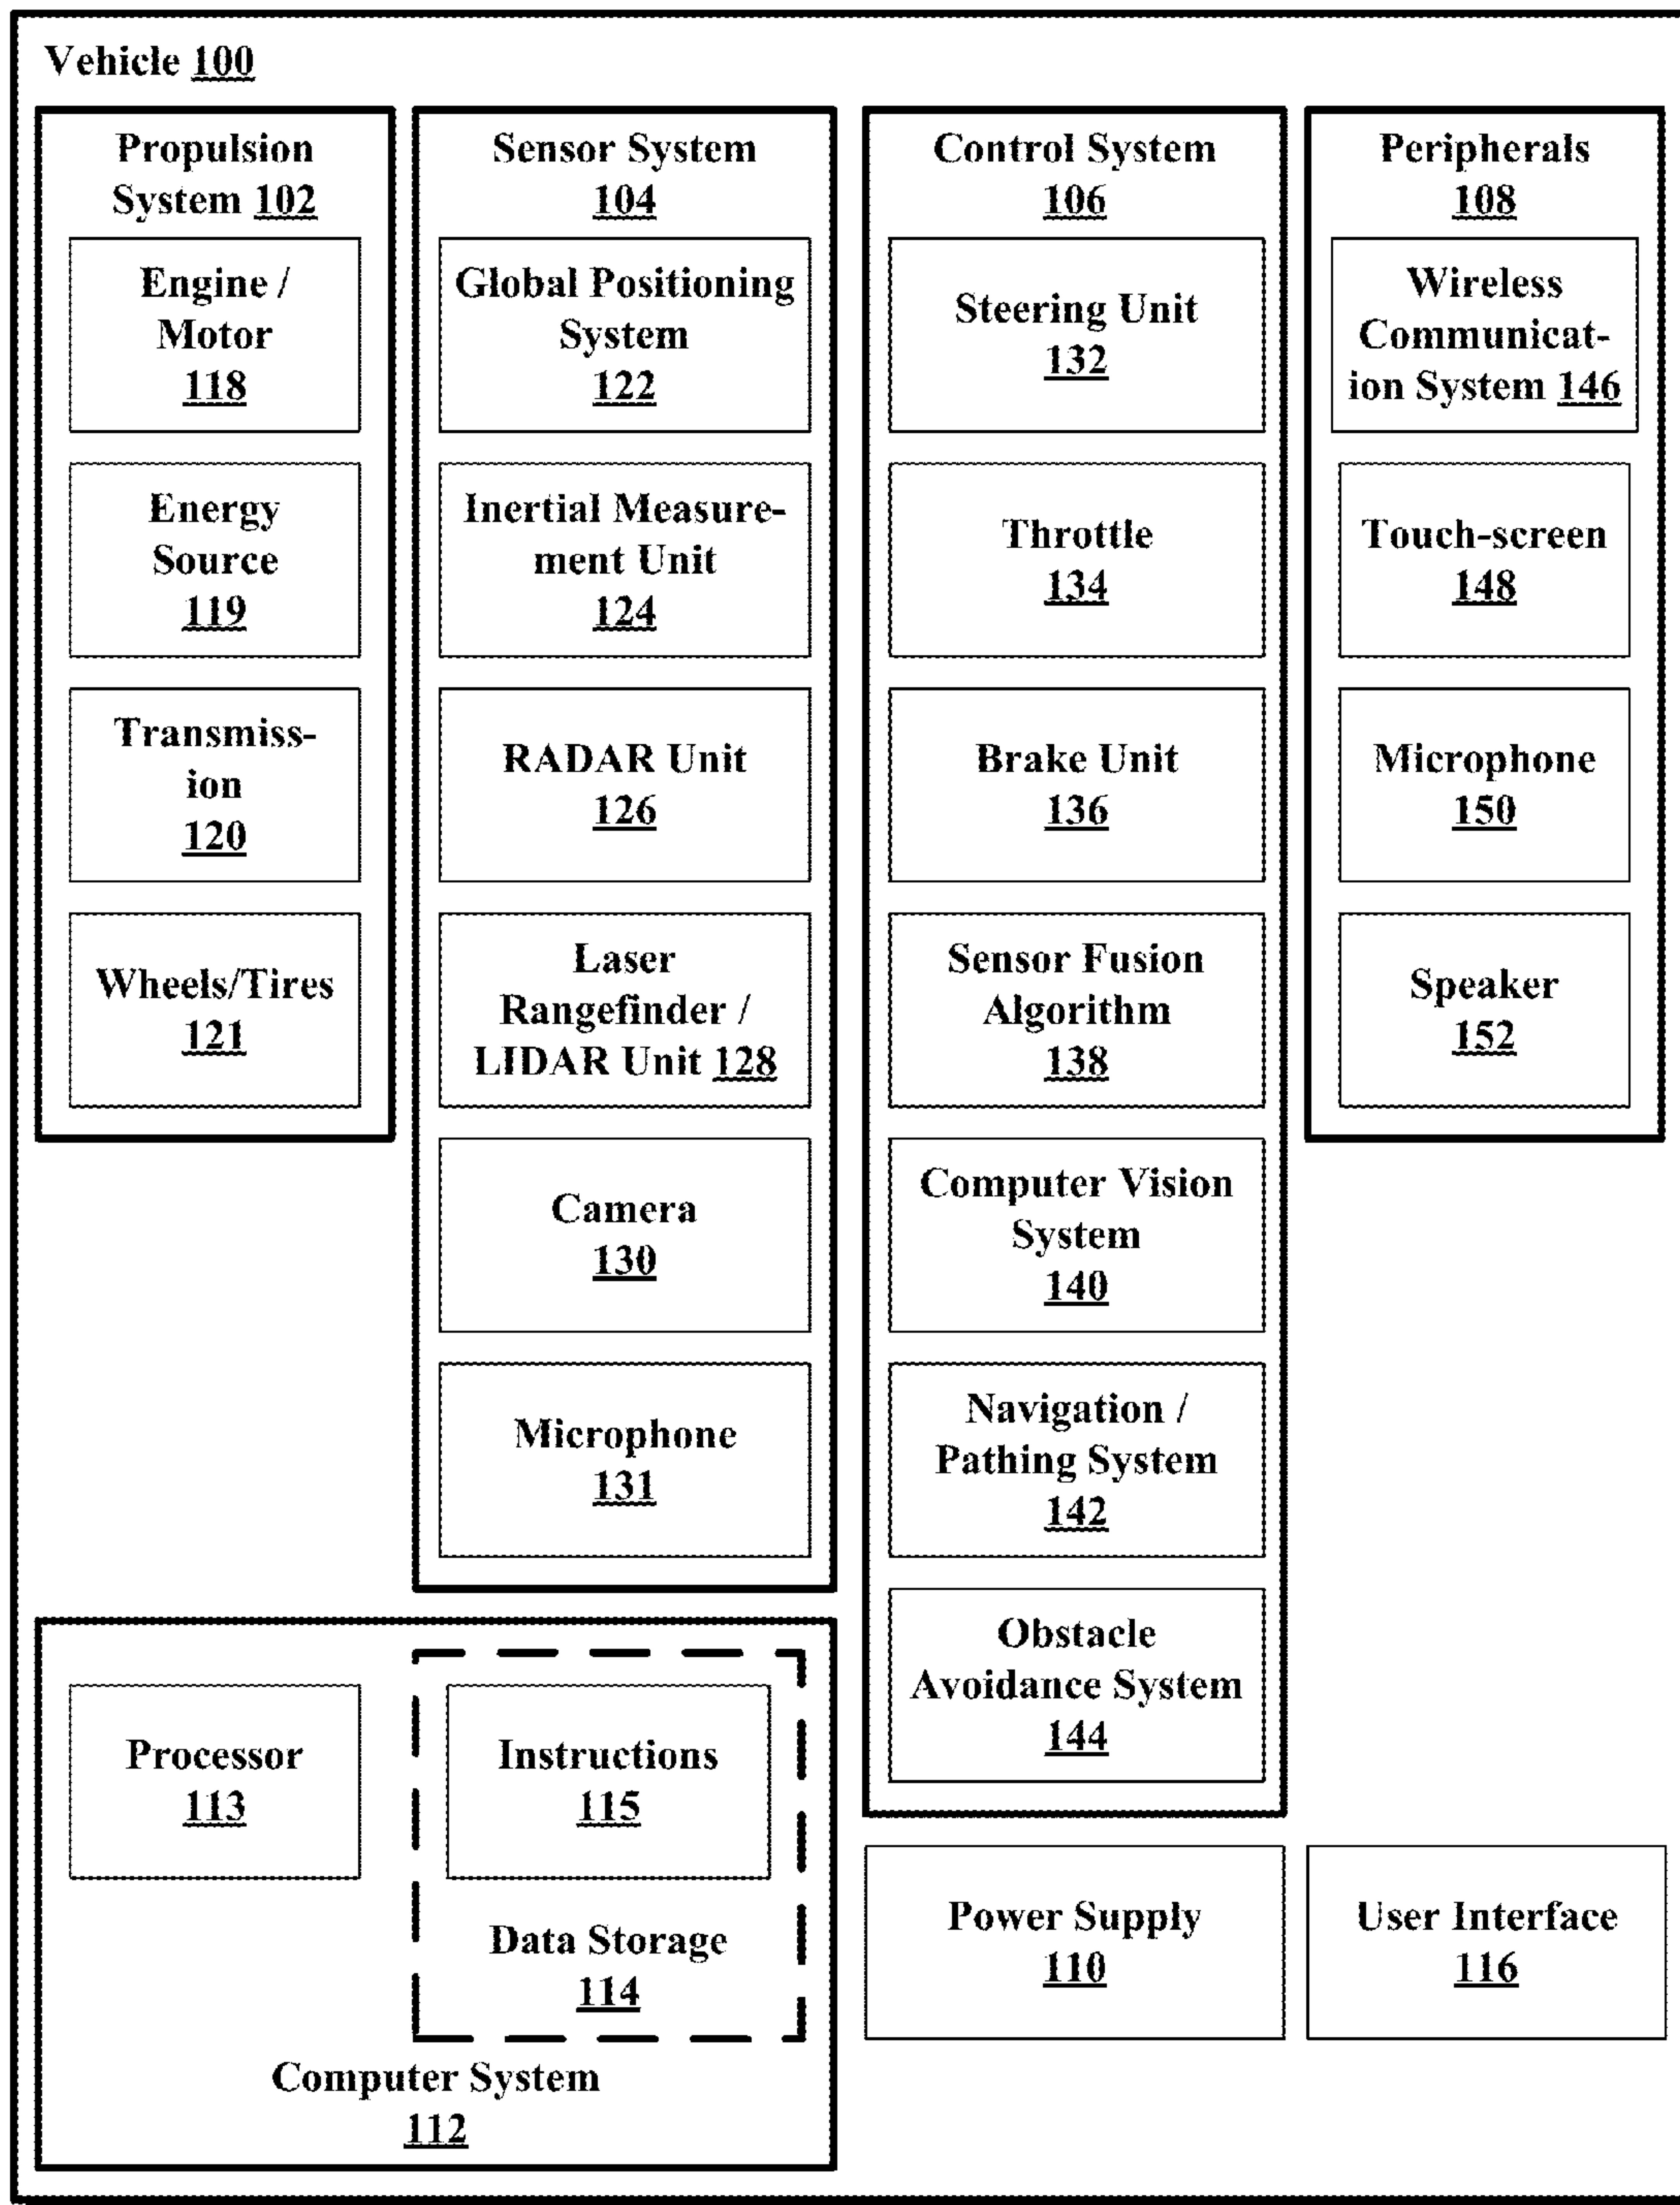 Vehicle 100
Propulsion
System 102
Engine /
Motor
118
Energy
Source
119
Transmiss-
ion
120
Wheels/Tires
121
Sensor System
104
Global Positioning
System
122
Inertial Measure-
ment Unit
124
RADAR Unit
126
Laser
Rangefinder /
LIDAR Unit 128
Camera
130
Microphone
131
Control System
106
Steering Unit
132
Throttle
134
Brake Unit
136
Sensor Fusion
Algorithm
138
Computer Vision
System
140
Navigation /
Pathing System
142
Obstacle
Avoidance System
144
Peripherals
108
Wireless
Communicat-
ion System 146
Touch-screen
148
Microphone
150
Speaker
152
Processor
113
Instructions
115
Data Storage
114
Computer System
112
Power Supply
110
User Interface
116